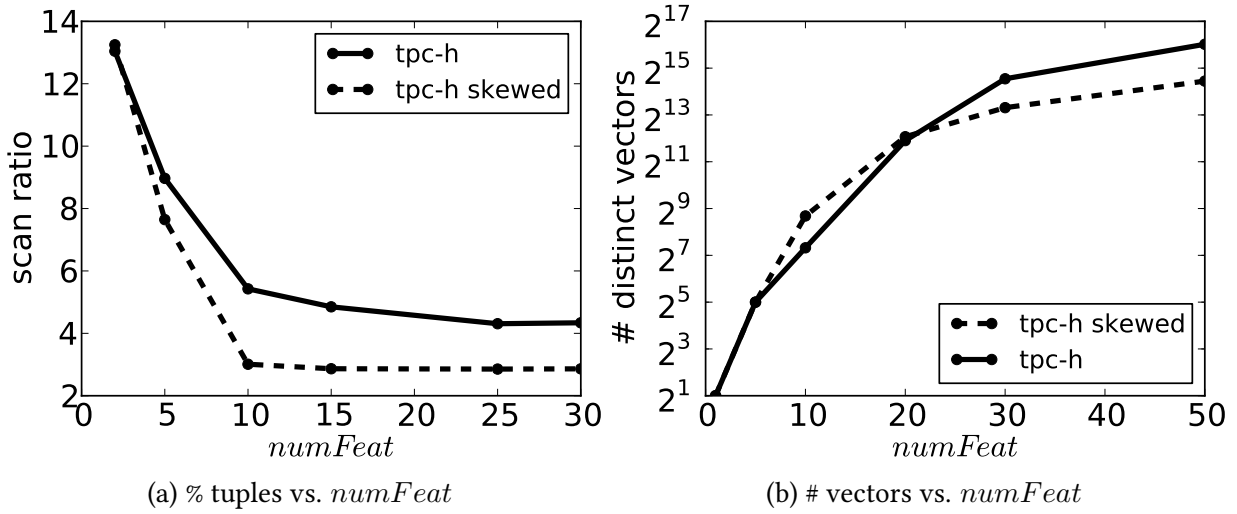 14
12
10
8
6
4
2
scan ratio
tpc-h
tpc-h skewed
0 5 10 15 20 25 30
numFeat
(a) % tuples vs. numFeat
2^17
2^15
2^13
2^11
2^9
2^7
2^5
2^3
2^1
# distinct vectors
tpc-h skewed
tpc-h
0 10 20 30 40 50
numFeat
(b) # vectors vs. numFeat